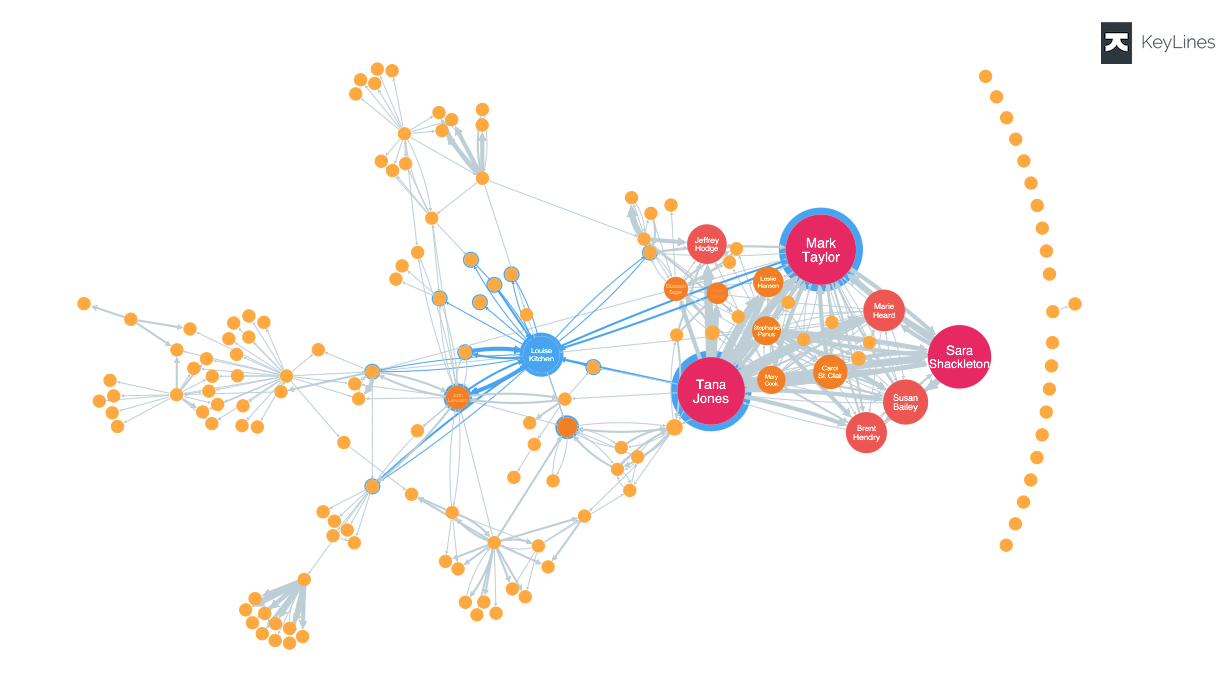 KeyLines
Jeffrey
Hodge
Mark
Taylor
Leslie
Hansen
Marie
Heard
Stephanie
Panus
Louise
Kitchen
Sara
Shackleton
Carol
St. Clair
Mary
Cook
Tana
Jones
Susan
Bailey
Brent
Hendry